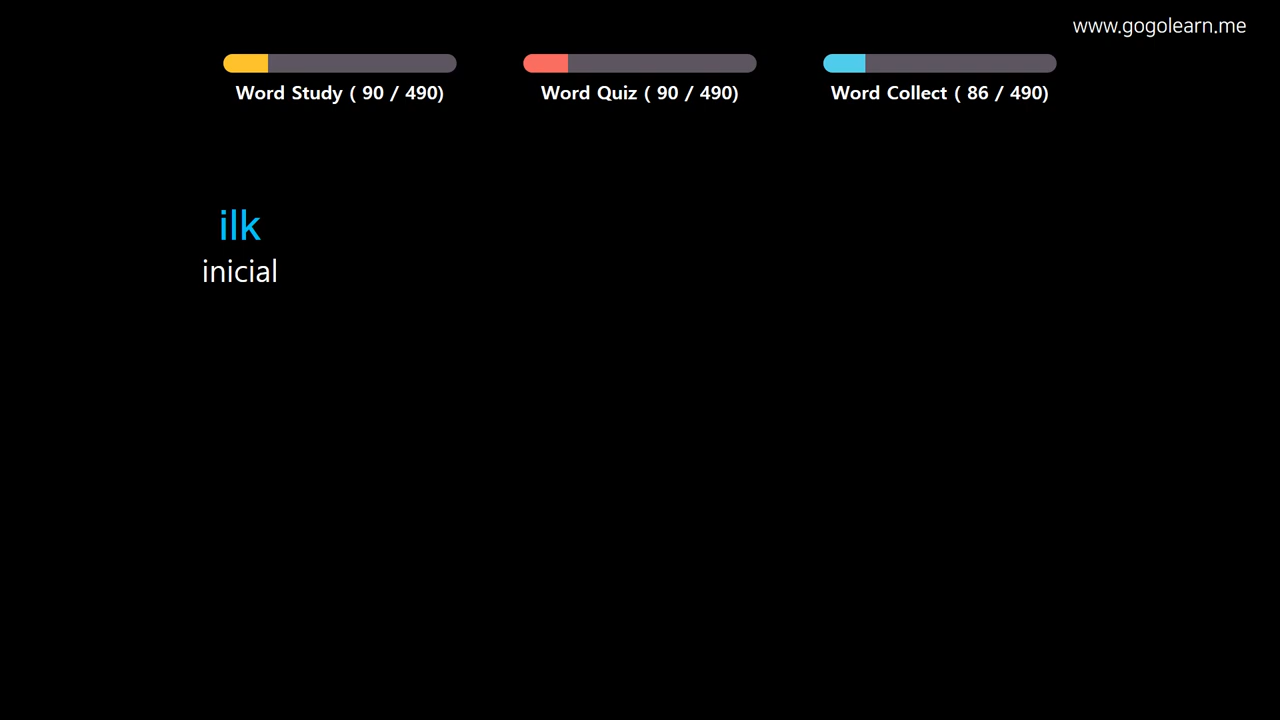 www.gogolearn.me
Word Study ( 90 / 490)
Word Quiz ( 90 / 490)
Word Collect ( 86 / 490)
ilk
inicial